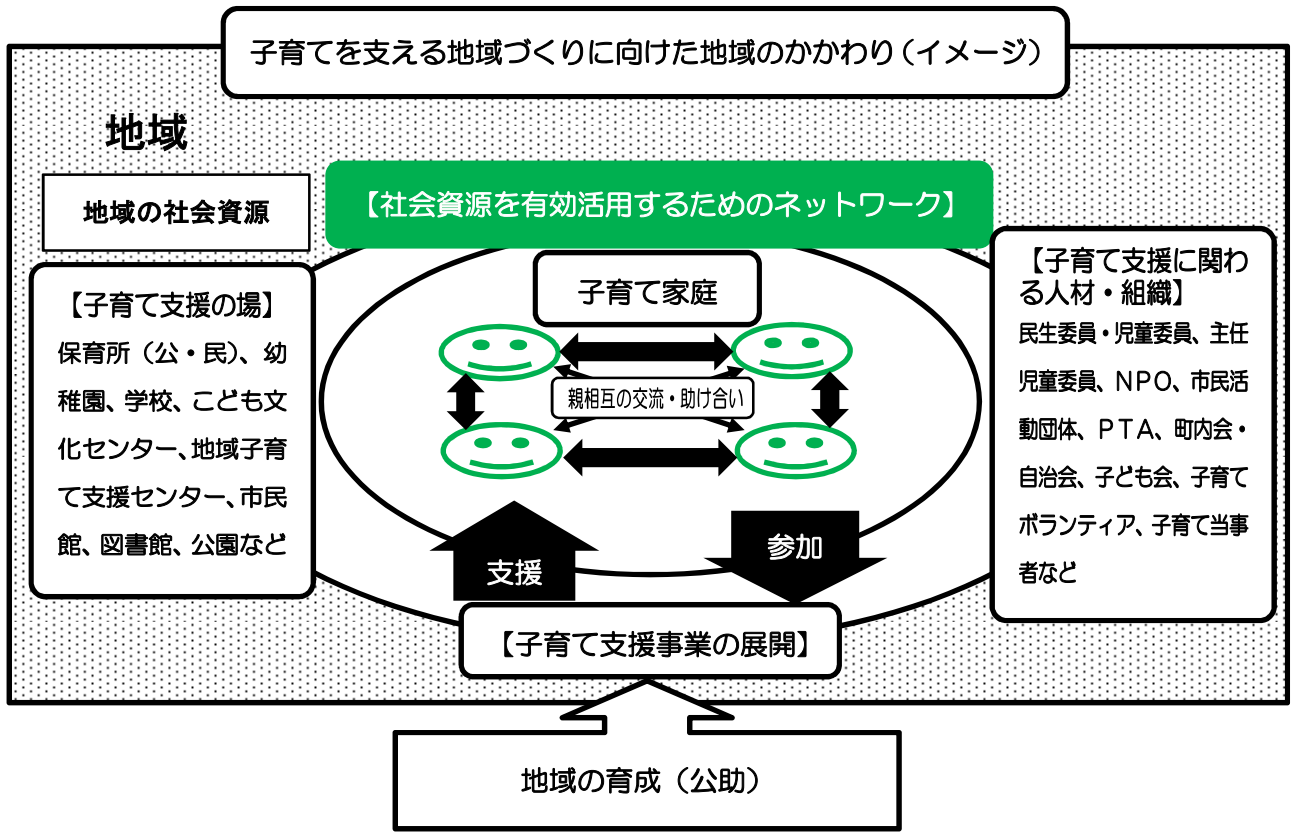 子育てを支える地域づくりに向けた地域のかかわり（イメージ）
地域
地域の社会資源
【社会資源を有効活用するためのネットワーク】
【子育て支援の場】
保育所（公・民）、幼
稚園、学校、こども文
化センター、地域子育
て支援センター、市民
館、図書館、公園など
子育て家庭
親相互の交流・助け合い
支援
参加
【子育て支援に関わ
る人材・組織】
民生委員・児童委員、主任
児童委員、ＮＰＯ、市民活
動団体、ＰＴＡ、町内会・
自治会、子ども会、子育て
ボランティア、子育て当事
者など
【子育て支援事業の展開】
地域の育成（公助）